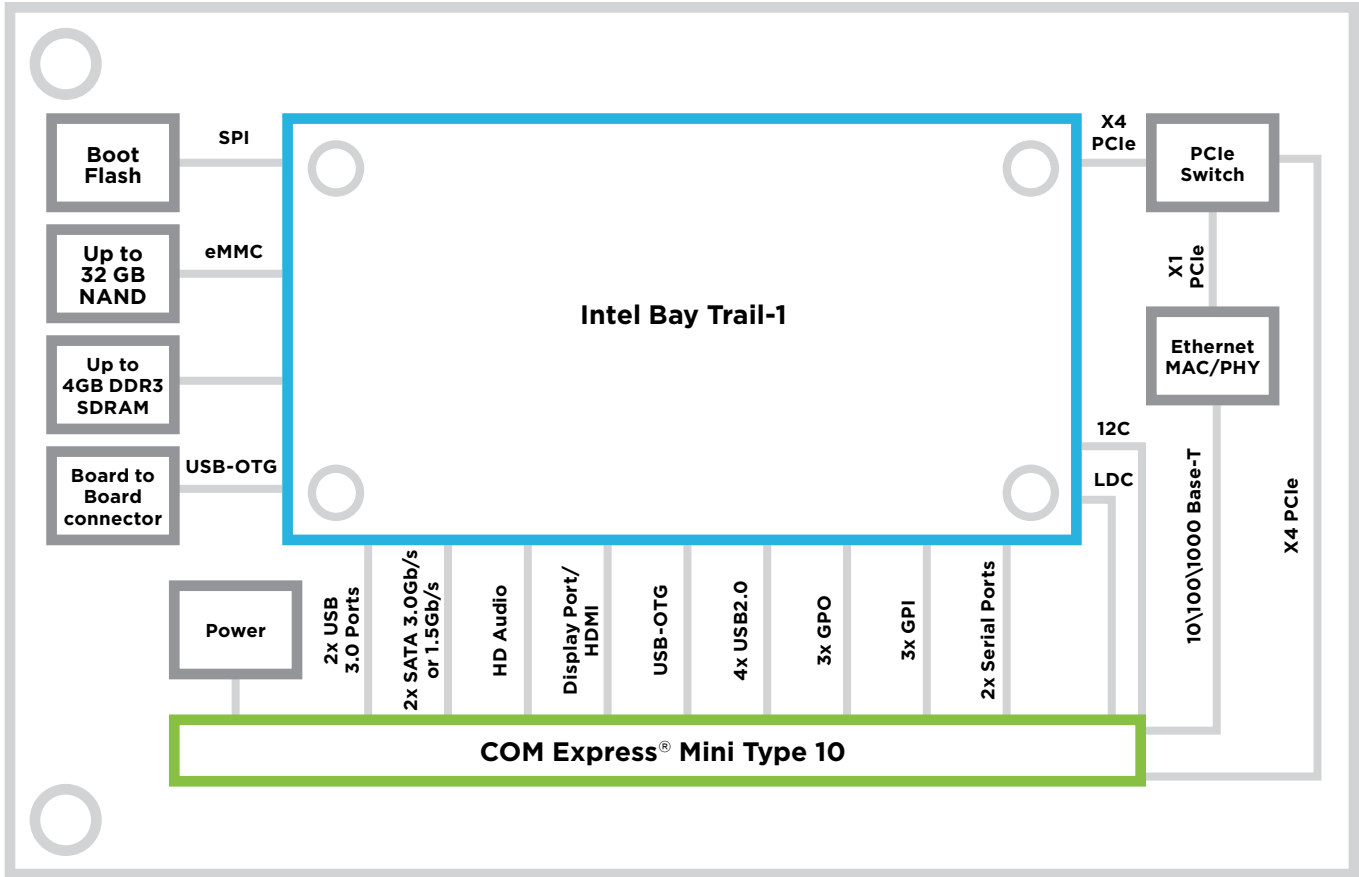 Boot
Flash
SPI
Up to
32 GB
NAND
eMMC
Up to
4GB DDR3
SDRAM
Board to
Board
connector
USB-OTG
Intel Bay Trail-1
X4
PCIe
PCIe
Switch
X1
PCIe
Ethernet
MAC/PHY
12C
LDC
10\100\1000 Base-T
X4 PCIe
Power
2x USB
3.0 Ports
2x SATA 3.0Gb/s
or 1.5Gb/s
HD Audio
Display Port/
HDMI
USB-OTG
4x USB2.0
3x GPO
3x GPI
2x Serial Ports
COM Express® Mini Type 10